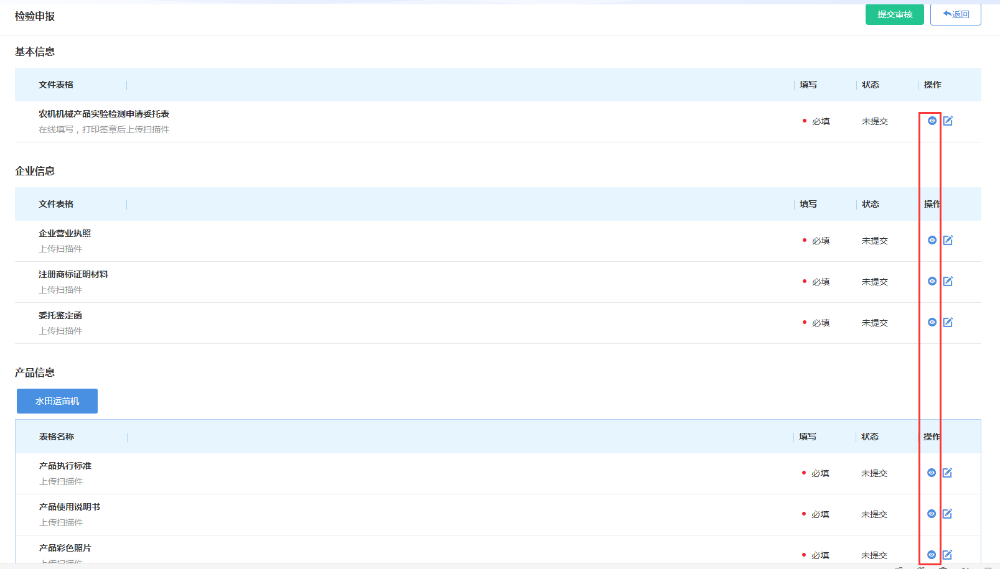 检验申报
提交审核
返回
基本信息
文件表格 填写 状态 操作
农机机械产品实验检测申请委托表
在线填写，打印签章后上传扫描件
必填 未提交
企业信息
文件表格 填写 状态 操作
企业营业执照
上传扫描件
必填 未提交
注册商标证明材料
上传扫描件
必填 未提交
委托鉴定函
上传扫描件
必填 未提交
产品信息
水田运苗机
表格名称 填写 状态 操作
产品执行标准
上传扫描件
必填 未提交
产品使用说明书
上传扫描件
必填 未提交
产品彩色照片
上传扫描件
必填 未提交